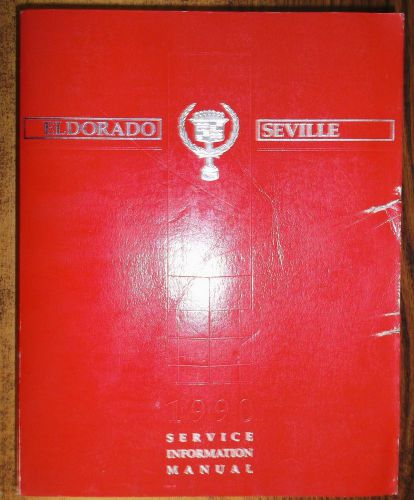 ELDORADO SEVILLE
1990
SERVICE
INFORMATION
MANUAL